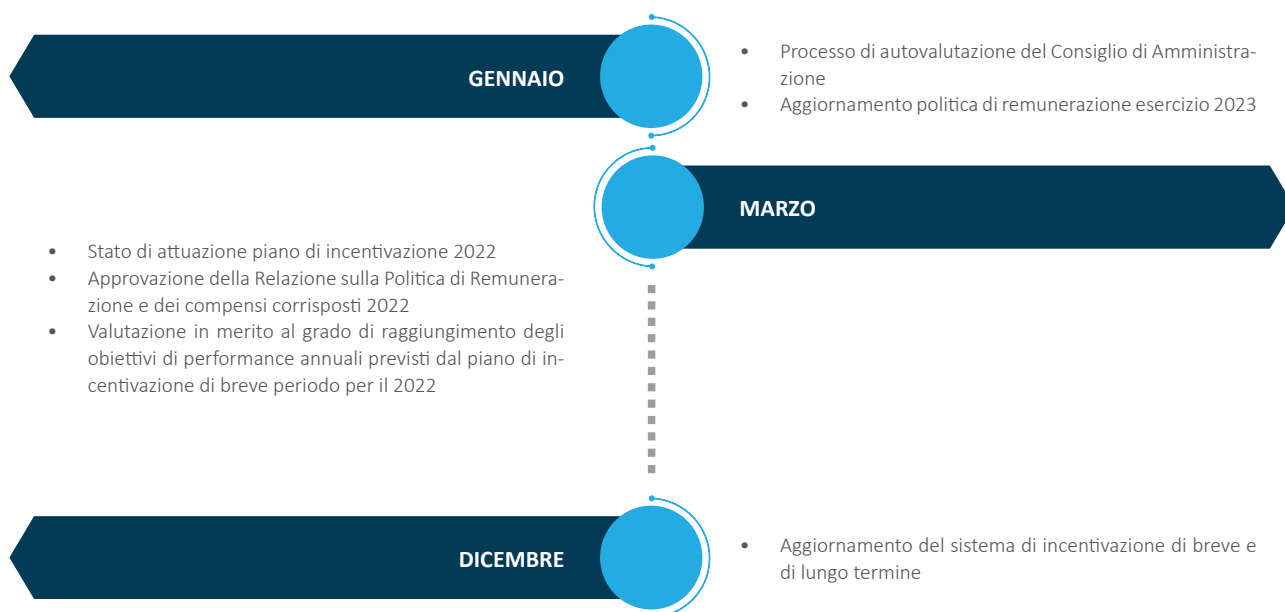 GENNAIO
• Processo di autovalutazione del Consiglio di Amministra-
zione
• Aggiornamento politica di remunerazione esercizio 2023
MARZO
• Stato di attuazione piano di incentivazione 2022
• Approvazione della Relazione sulla Politica di Remunera-
zione e dei compensi corrisposti 2022
• Valutazione in merito al grado di raggiungimento degli
obiettivi di performance annuali previsti dal piano di in-
centivazione di breve periodo per il 2022
DICEMBRE
• Aggiornamento del sistema di incentivazione di breve e
di lungo termine